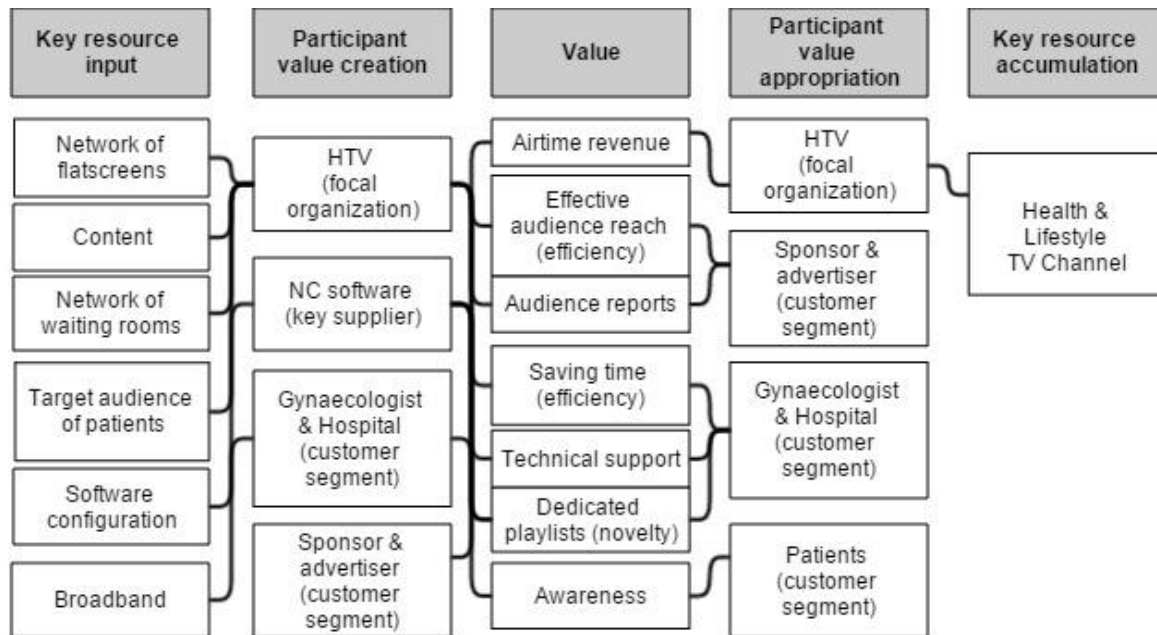 Key resource
input
Participant
value creation
Value
Participant
value
appropriation
Key resource
accumulation
Network of
flatscreens
Content
Network of
waiting rooms
Target audience
of patients
Software
configuration
Broadband
HTV
(focal
organization)
NC software
(key supplier)
Gynaecologist
& Hospital
(customer
segment)
Sponsor &
advertiser
(customer
segment)
Airtime revenue
Effective
audience reach
(efficiency)
Audience reports
Saving time
(efficiency)
Technical support
Dedicated
playlists (novelty)
Awareness
HTV
(focal
organization)
Sponsor &
advertiser
(customer
segment)
Gynaecologist
& Hospital
(customer
segment)
Patients
(customer
segment)
Health &
Lifestyle
TV Channel